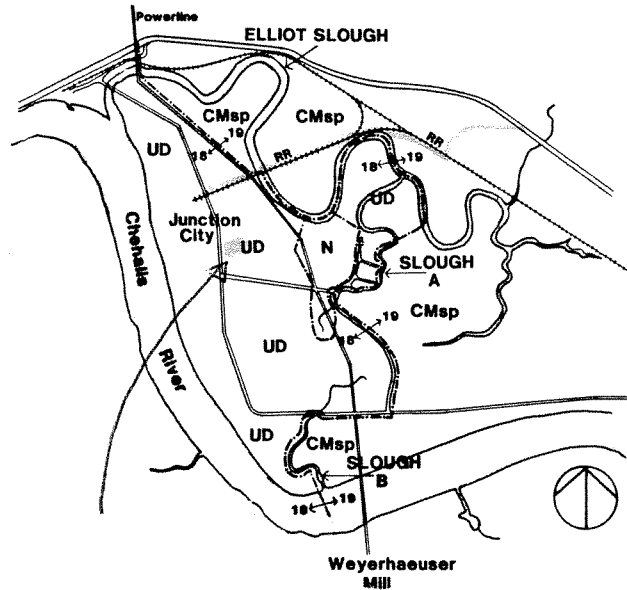 Powerline
ELLIOT SLOUGH
CMsp
CMsp
UD
18 19
RR
RR
18 19
UD
Junction
City
UD
N
Chehalis
SLOUGH
A
CMsp
18 19
UD
River
UD
CMsp
SLOUGH
B
18 19
Weyerhaeuser
Mill